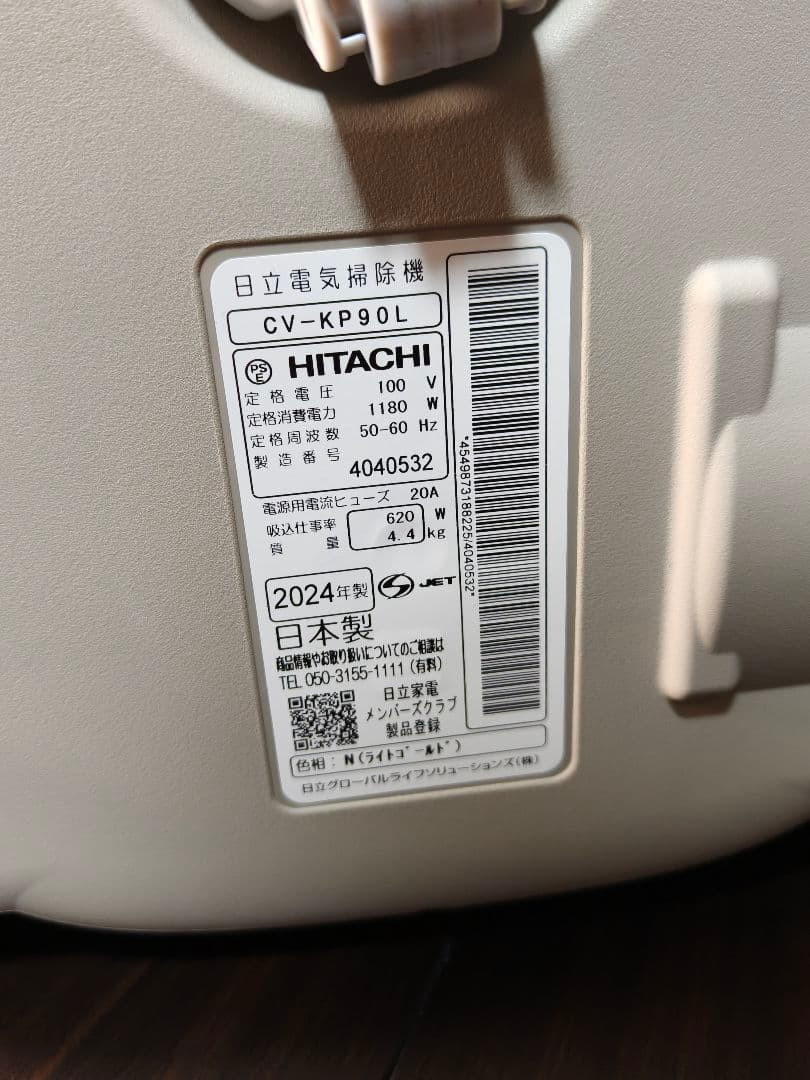 日立電気掃除機
CV-KP90L
PS
E
HITACHI
定格電圧 100 V
定格消費電力 1180 W
定格周波数 50-60 Hz
製造番号 4040532
電源用電流ヒューズ 20A
吸込仕事率 620 W
質量 4.4 kg
2024年製
JET
日本製
商品情報やお取り扱いについてのご相談は
TEL 050-3155-1111(有料)
日立家電
メンバーズクラブ
製品登録
色相:N(ライトゴールド)
日立グローバルライフソリューションズ(株)
*4549873188225/4040532*